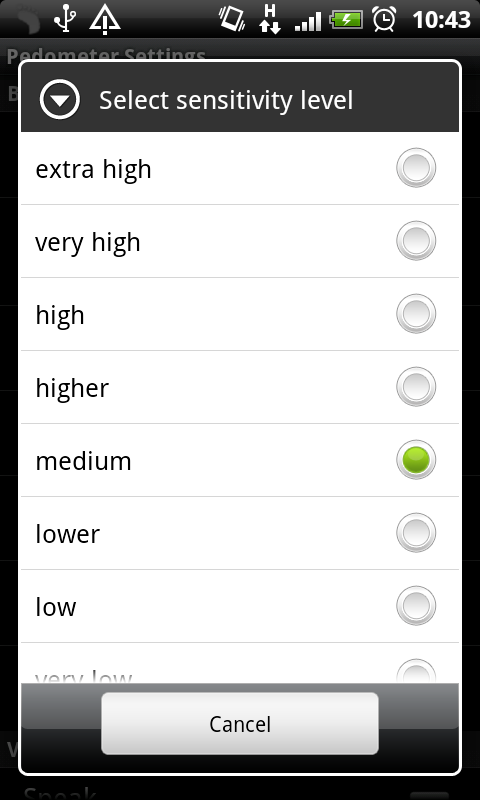 H
10:43
Pedometer Settings
B
Select sensitivity level
extra high
very high
high
higher
medium
lower
low
very low
Cancel
V
Speak